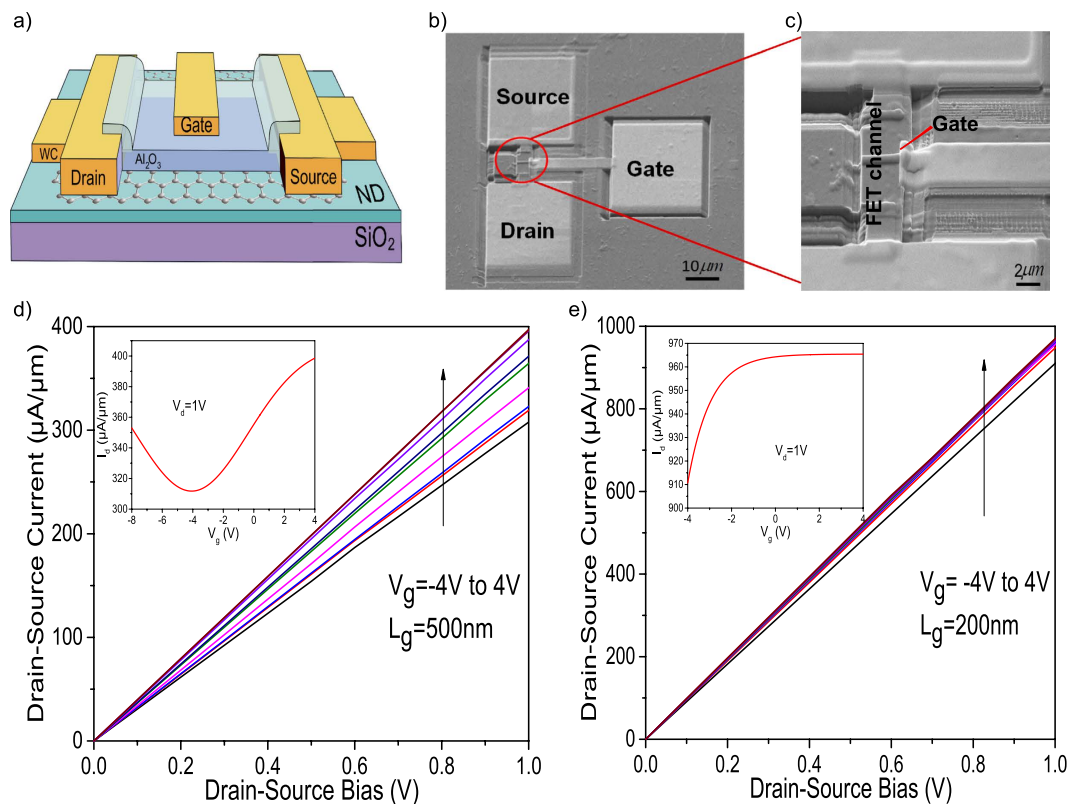 a)
Gate
WC
Al2O3
Drain
Source
ND
SiO2
b)
Source
Gate
Drain
10μm
c)
Gate
FET channel
2μm
d)
Drain-Source Current (μA/μm)
400
300
200
100
0
0.0 0.2 0.4 0.6 0.8 1.0
Drain-Source Bias (V)
Id (μA/μm)
400
380
360
340
320
300
-8 -6 -4 -2 0 2 4
Vg (V)
Vd=1V
Vg=-4V to 4V
Lg=500nm
e)
Drain-Source Current (μA/μm)
1000
800
600
400
200
0
0.0 0.2 0.4 0.6 0.8 1.0
Drain-Source Bias (V)
Id (μA/μm)
970
960
950
940
930
920
910
900
-4 -2 0 2 4
Vg (V)
Vd=1V
Vg= -4V to 4V
Lg=200nm